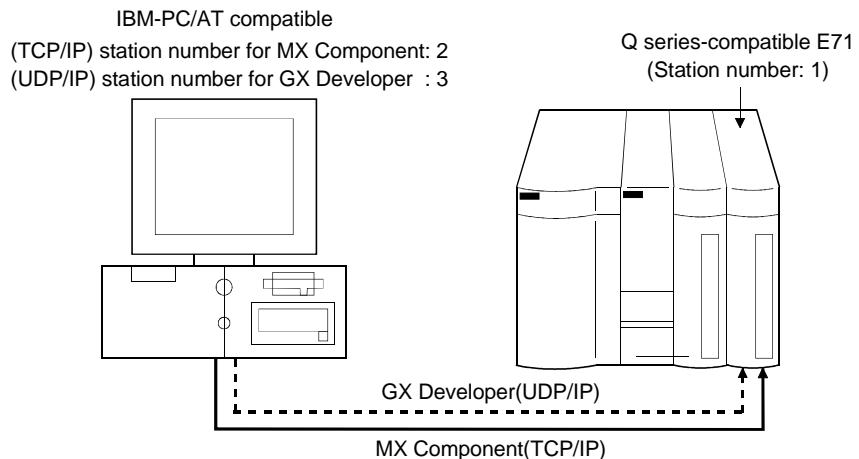 IBM-PC/AT compatible
(TCP/IP) station number for MX Component: 2
(UDP/IP) station number for GX Developer : 3
Q series-compatible E71
(Station number: 1)
GX Developer(UDP/IP)
MX Component(TCP/IP)